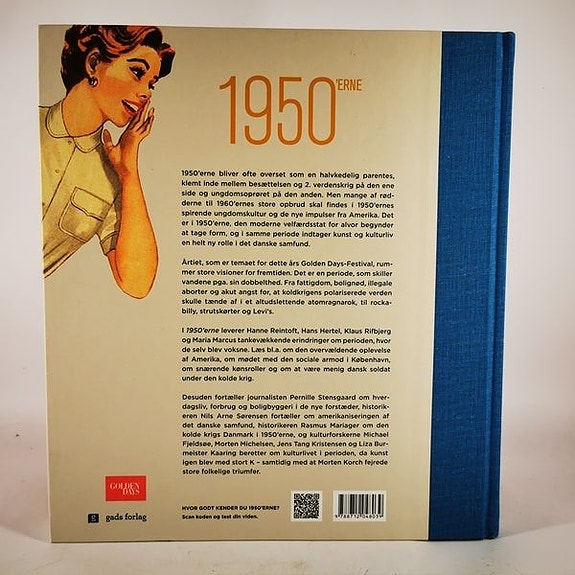 1950'ERNE
1950'erne bliver ofte overset som en halvkedelig parentes,
klemt inde mellem besættelsen og 2. verdenskrig på den ene
side og ungdomsoprøret på den anden. Men mange af rød-
derne til 1960'ernes store opbrud skal findes i 1950'ernes
spirende ungdomskultur og de nye impulser fra Amerika. Det
er i 1950'erne, den moderne velfærdsstat for alvor begynder
at tage form, og i samme periode indtager kunst og kulturliv
en helt ny rolle i det danske samfund.
Årtiet, som er temaet for dette års Golden Days-Festival, rum-
mer store visioner for fremtiden. Det er en periode, som skiller
vandene pga. sin dobbelthed. Fra fattigdom, bolignød, illegale
aborter og akut angst for, at koldkrigens polariserede verden
skulle tænde af i et altudslettende atomragnarok, til rocka-
billy, strutskørter og Levi's.
I 1950'erne leverer Hanne Reintoft, Hans Hertel, Klaus Rifbjerg
og Maria Marcus tankevækkende erindringer om perioden, hvor
de selv blev voksne. Læs bl.a. om den overvældende oplevelse
af Amerika, om mødet med den sociale armod i København,
om snærende kønsroller og om at være menig dansk soldat
under den kolde krig.
Desuden fortæller journalisten Pernille Stensgaard om hver-
dagsliv, forbrug og boligbyggeri i de nye forstæder, historik-
eren Nils Arne Sørensen fortæller om amerikaniseringen af
det danske samfund, historikeren Rasmus Mariager om den
kolde krigs Danmark i 1950'erne, og kulturforskerne Michael
Fjeldsøe, Morten Michelsen, Jens Tang Kristensen og Liza Bur-
meister Kaaring beretter om kulturlivet i perioden, da kunst
igen blev med stort K – samtidig med at Morten Korch fejrede
store folkelige triumfer.
GOLDEN
DAYS
g
gads forlag
HVOR GODT KENDER DU 1950'ERNE?
Scan koden og test din viden.
9788712048039